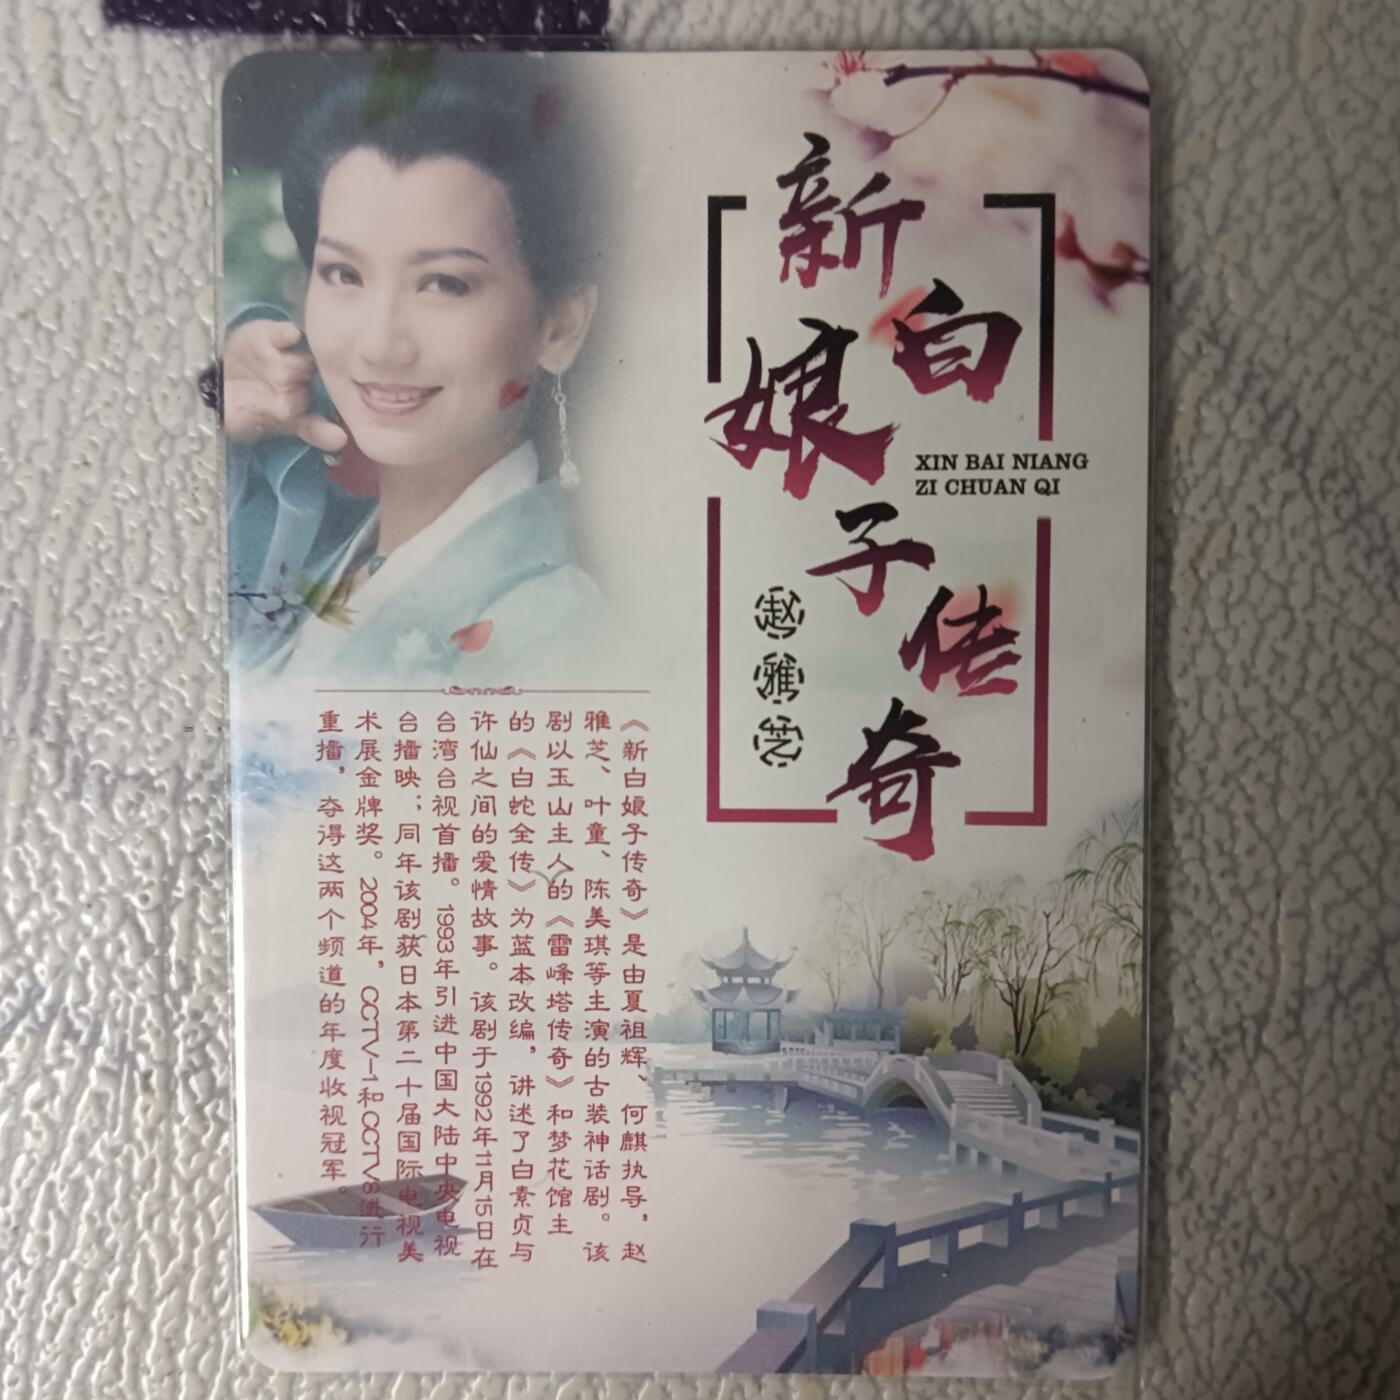 新白娘子传奇
XIN BAI NIANG
ZI CHUAN QI
赵雅芝
《新白娘子传奇》是由夏祖辉、何麒执导，赵
雅芝、叶童、陈美琪等主演的古装神话剧。该
剧以玉山主人的《雷峰塔传奇》和梦花馆主
的《白蛇全传》为蓝本改编，讲述了白素贞与
许仙之间的爱情故事。该剧于1992年11月15日在
台湾台视首播。1993年引进中国大陆中央电视
台播映；同年该剧获日本第二十届国际电视美
术展金牌奖。2004年，CCTV-1和CCTV8进行
重播，夺得这两个频道的年度收视冠军。